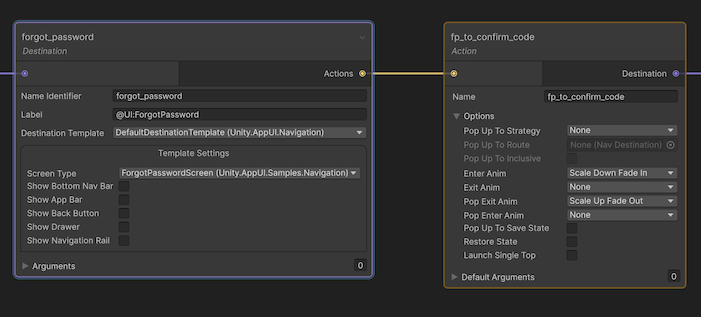 forgot_password
Destination
Actions
Name Identifier forgot_password
Label @UI:ForgotPassword
Destination Template DefaultDestinationTemplate (Unity.AppUI.Navigation)
Template Settings
Screen Type ForgotPasswordScreen (Unity.AppUI.Samples.Navigation)
Show Bottom Nav Bar
Show App Bar
Show Back Button
Show Drawer
Show Navigation Rail
Arguments 0
fp_to_confirm_code
Action
Destination
Name fp_to_confirm_code
Options
Pop Up To Strategy None
Pop Up To Route None (Nav Destination)
Pop Up To Inclusive
Enter Anim Scale Down Fade In
Exit Anim None
Pop Exit Anim Scale Up Fade Out
Pop Enter Anim None
Pop Up To Save State
Restore State
Launch Single Top
Default Arguments 0